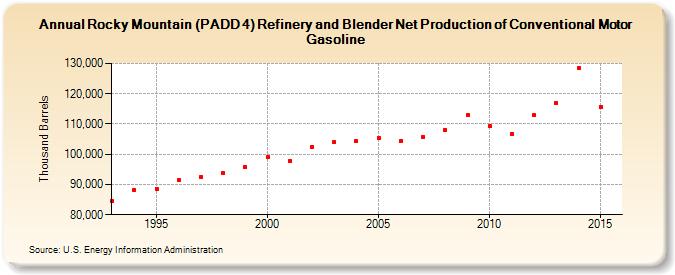 Annual Rocky Mountain (PADD 4) Refinery and Blender Net Production of Conventional Motor
Gasoline
Thousand Barrels
130,000
120,000
110,000
100,000
90,000
80,000
1995
2000
2005
2010
2015
Source: U.S. Energy Information Administration